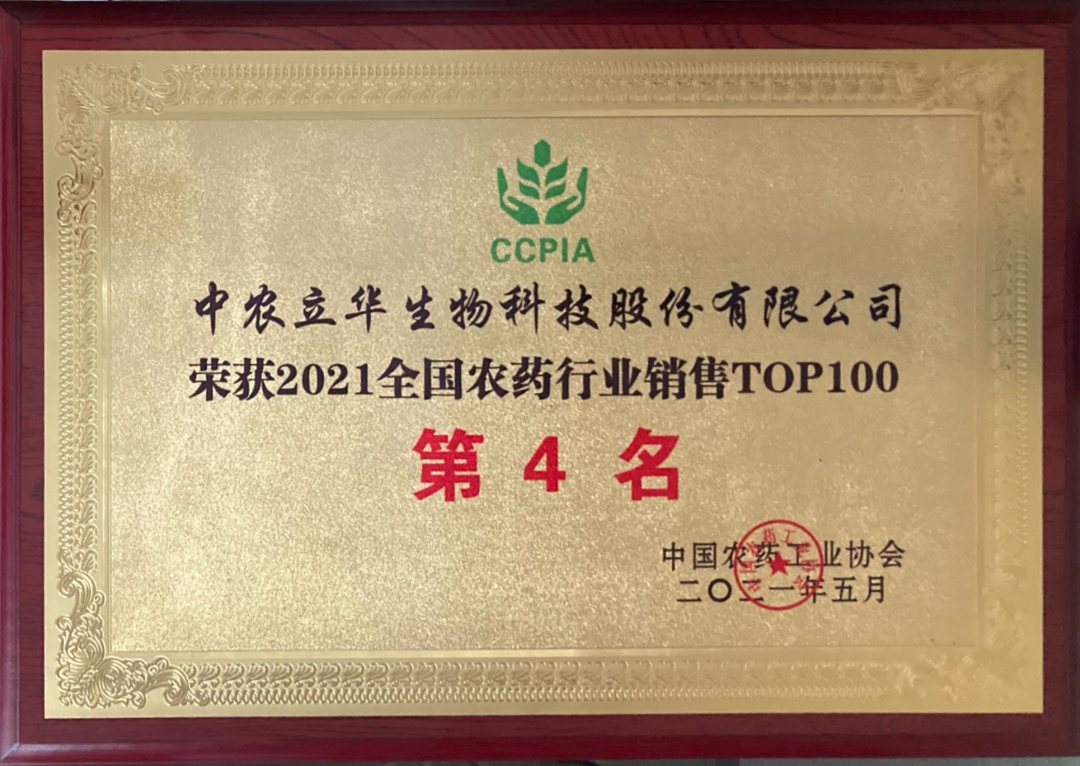 CCPIA
中农立华生物科技股份有限公司
荣获2021全国农药行业销售TOP100
第4名
中国农药工业协会
二〇二一年五月